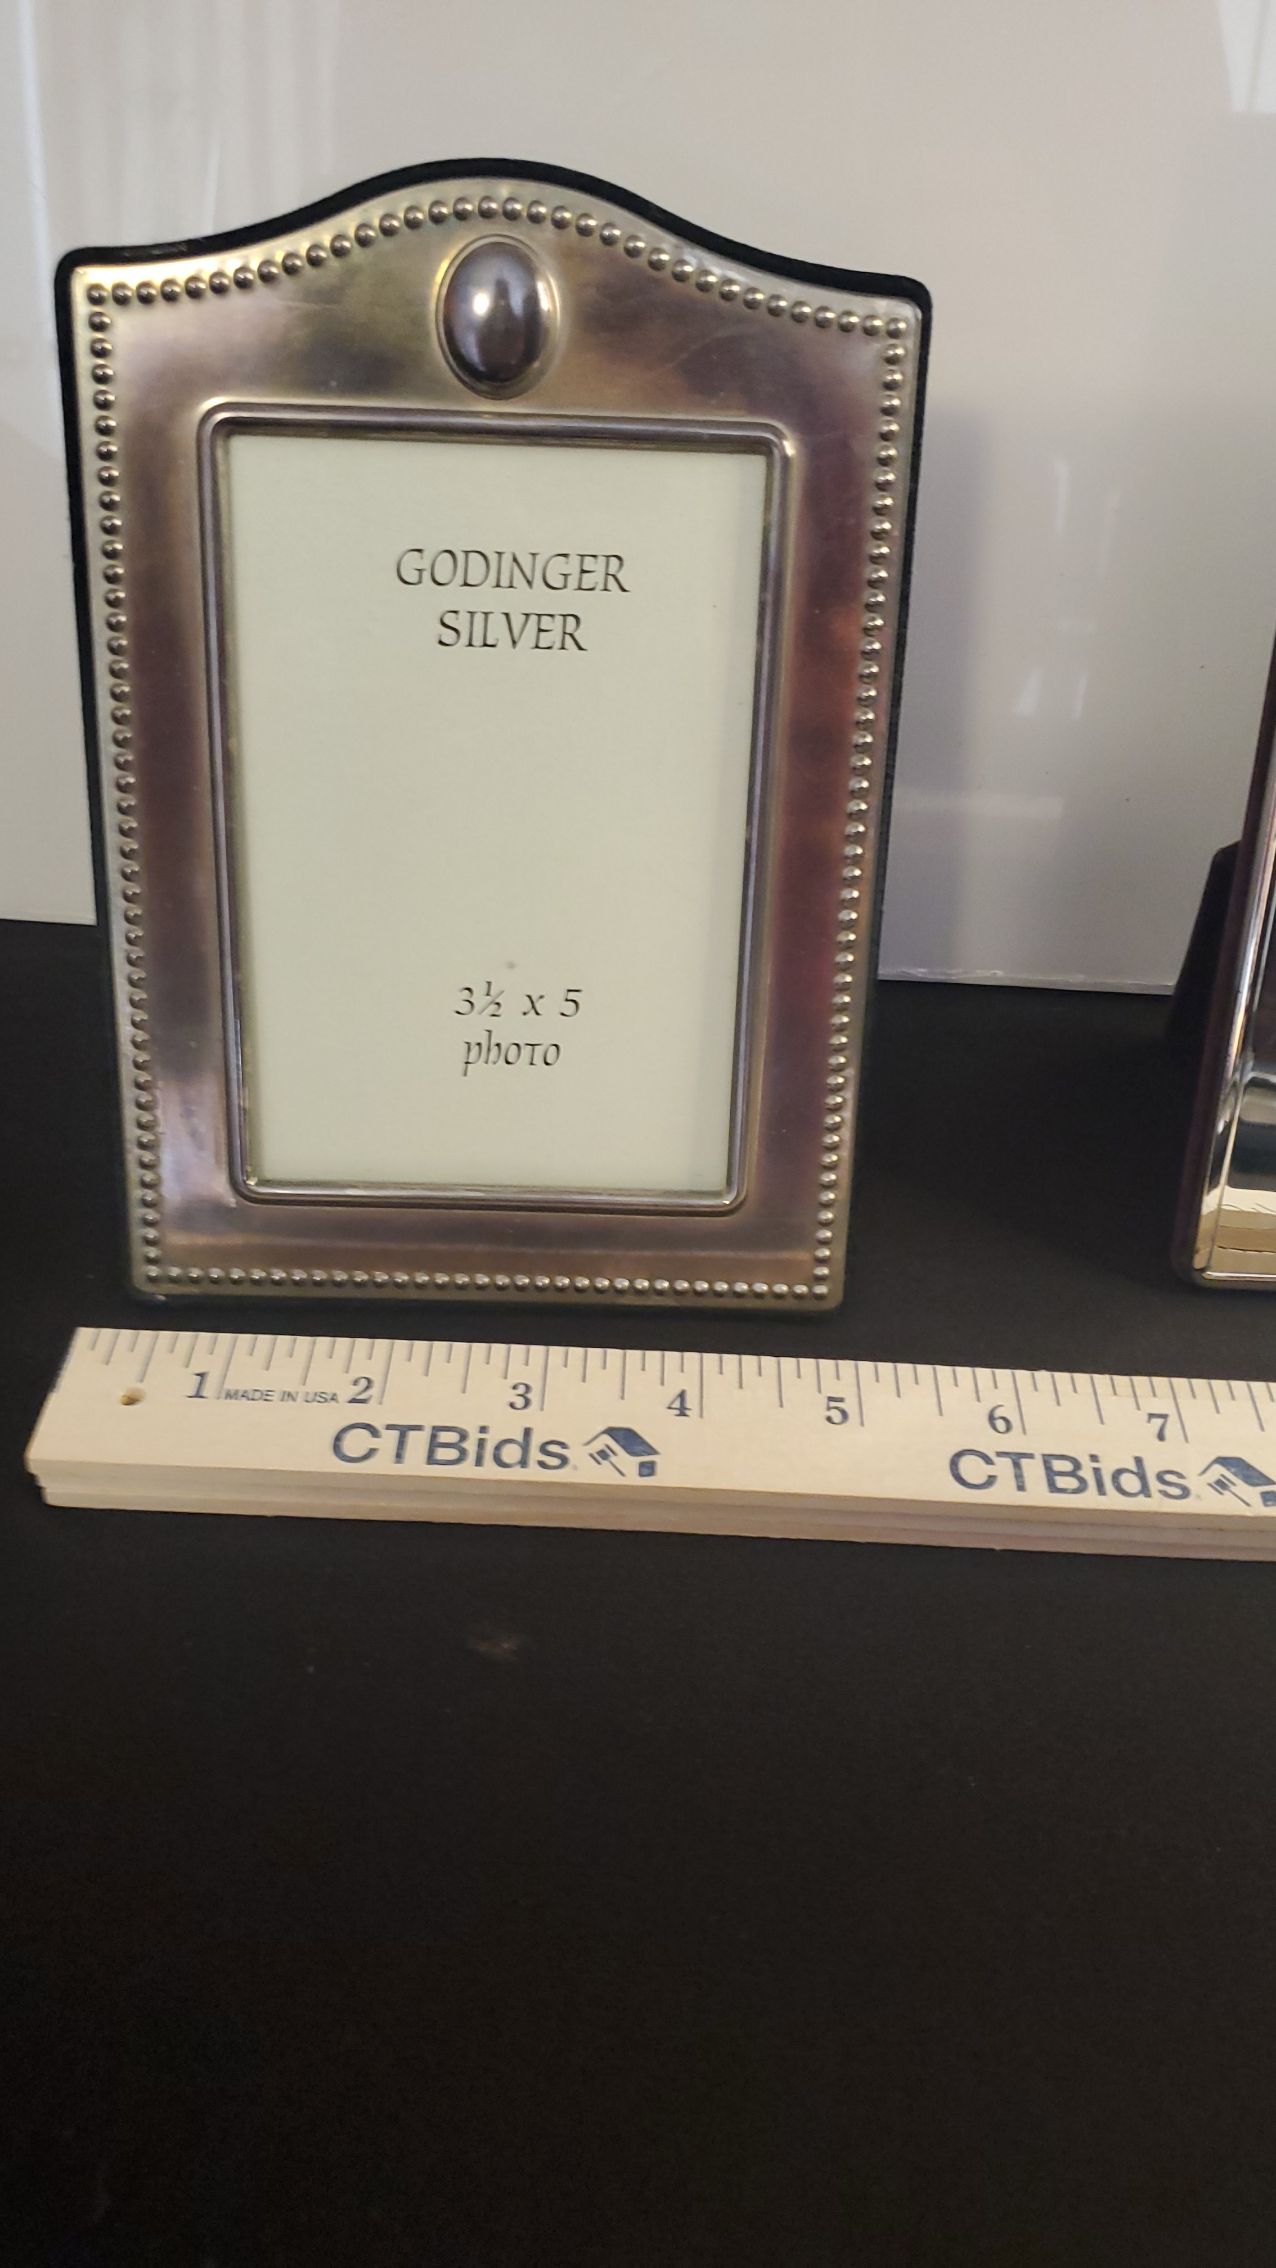 GODINGER
SILVER
3½ x 5
photo
1 MADE IN USA 2 3 4 5 6 7
CTBids CTBids